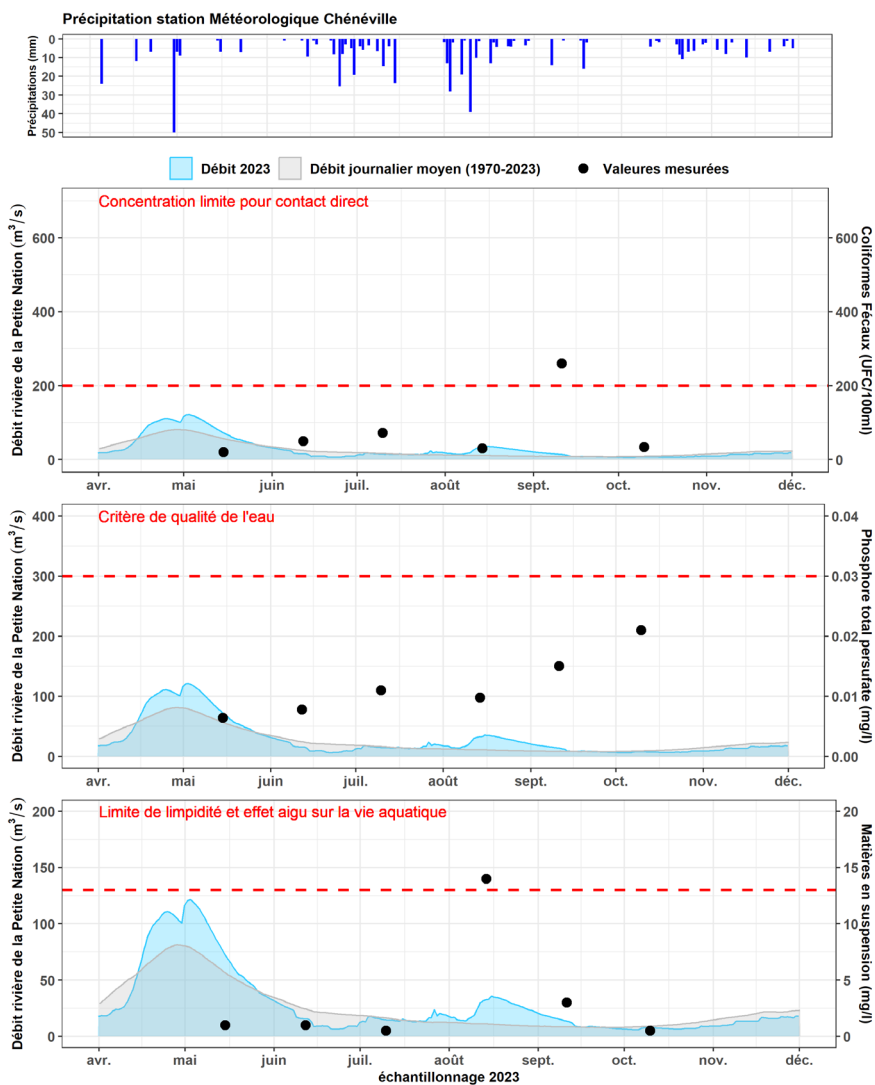 Précipitation station Météorologique Chénéville
Précipitations (mm)
0
10
20
30
40
50
Débit 2023
Débit journalier moyen (1970-2023)
Valeures mesurées
Concentration limite pour contact direct
Débit rivière de la Petite Nation (m³/s)
600
400
200
0
600
400
200
0
Coliformes Fécaux (UFC/100ml)
avr. mai juin juil. août sept. oct. nov. déc.
Critère de qualité de l'eau
Débit rivière de la Petite Nation (m³/s)
400
300
200
100
0
0.04
0.03
0.02
0.01
0.00
Phosphore total persufate (mg/l)
avr. mai juin juil. août sept. oct. nov. déc.
Limite de limpidité et effet aigu sur la vie aquatique
Débit rivière de la Petite Nation (m³/s)
200
150
100
50
0
20
15
10
5
0
Matières en suspension (mg/l)
avr. mai juin juil. août sept. oct. nov. déc.
échantillonnage 2023